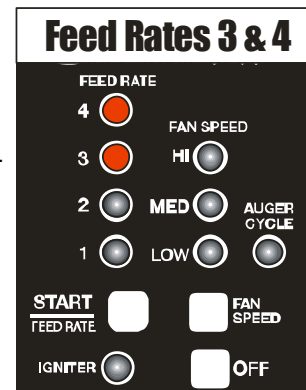 Feed Rates 3 & 4
FEED RATE
4
FAN SPEED
3 HI
2 MED AUGER
CYCLE
1 LOW
START FAN
FEED RATE SPEED
IGNITER OFF